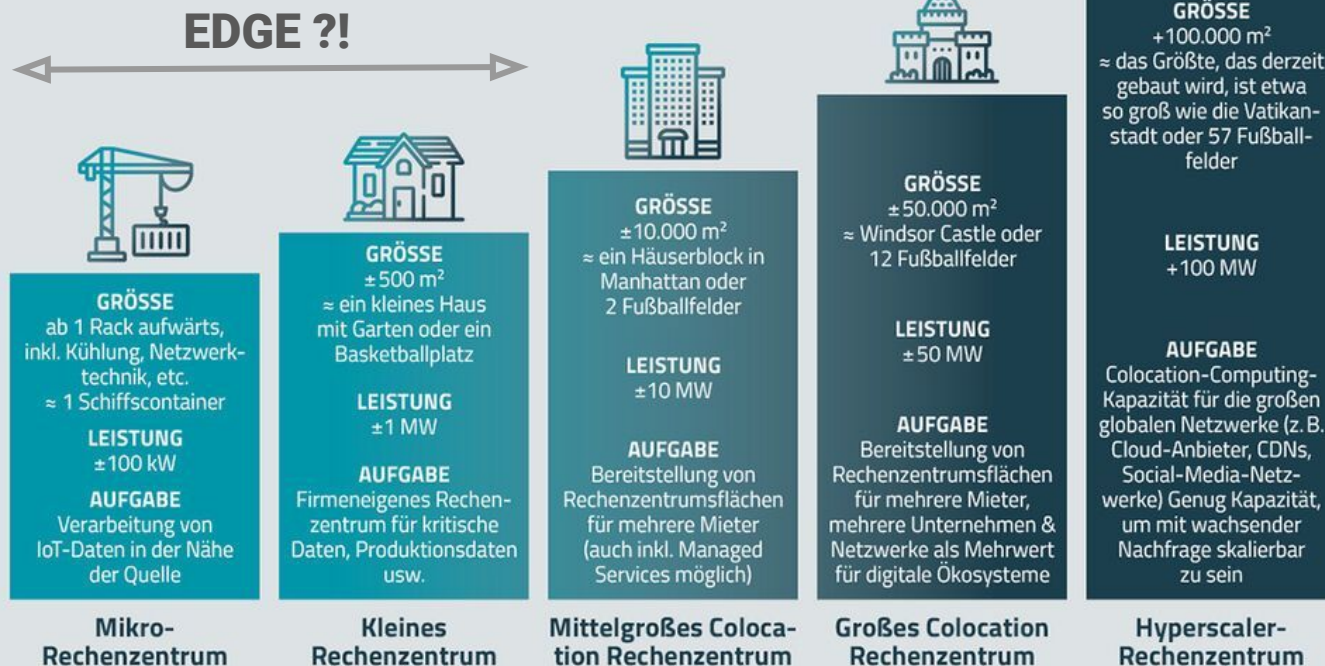 EDGE ?!
GRÖSSE
ab 1 Rack aufwärts,
inkl. Kühlung, Netzwerk-
technik, etc.
≈ 1 Schiffscontainer
LEISTUNG
±100 kW
AUFGABE
Verarbeitung von
IoT-Daten in der Nähe
der Quelle
Mikro-
Rechenzentrum
GRÖSSE
±500 m²
≈ ein kleines Haus
mit Garten oder ein
Basketballplatz
LEISTUNG
±1 MW
AUFGABE
Firmeneigenes Rechen-
zentrum für kritische
Daten, Produktionsdaten
usw.
Kleines
Rechenzentrum
GRÖSSE
±10.000 m²
≈ ein Häuserblock in
Manhattan oder
2 Fußballfelder
LEISTUNG
±10 MW
AUFGABE
Bereitstellung von
Rechenzentrumsflächen
für mehrere Mieter
(auch inkl. Managed
Services möglich)
Mittelgroßes Coloca-
tion Rechenzentrum
GRÖSSE
±50.000 m²
≈ Windsor Castle oder
12 Fußballfelder
LEISTUNG
±50 MW
AUFGABE
Bereitstellung von
Rechenzentrumsflächen
für mehrere Mieter,
mehrere Unternehmen &
Netzwerke als Mehrwert
für digitale Ökosysteme
Großes Colocation
Rechenzentrum
GRÖSSE
+100.000 m²
≈ das Größte, das derzeit
gebaut wird, ist etwa
so groß wie die Vatikan-
stadt oder 57 Fußball-
felder
LEISTUNG
+100 MW
AUFGABE
Colocation-Computing-
Kapazität für die großen
globalen Netzwerke (z. B.
Cloud-Anbieter, CDNs,
Social-Media-Netz-
werke) Genug Kapazität,
um mit wachsender
Nachfrage skalierbar
zu sein
Hyperscaler-
Rechenzentrum